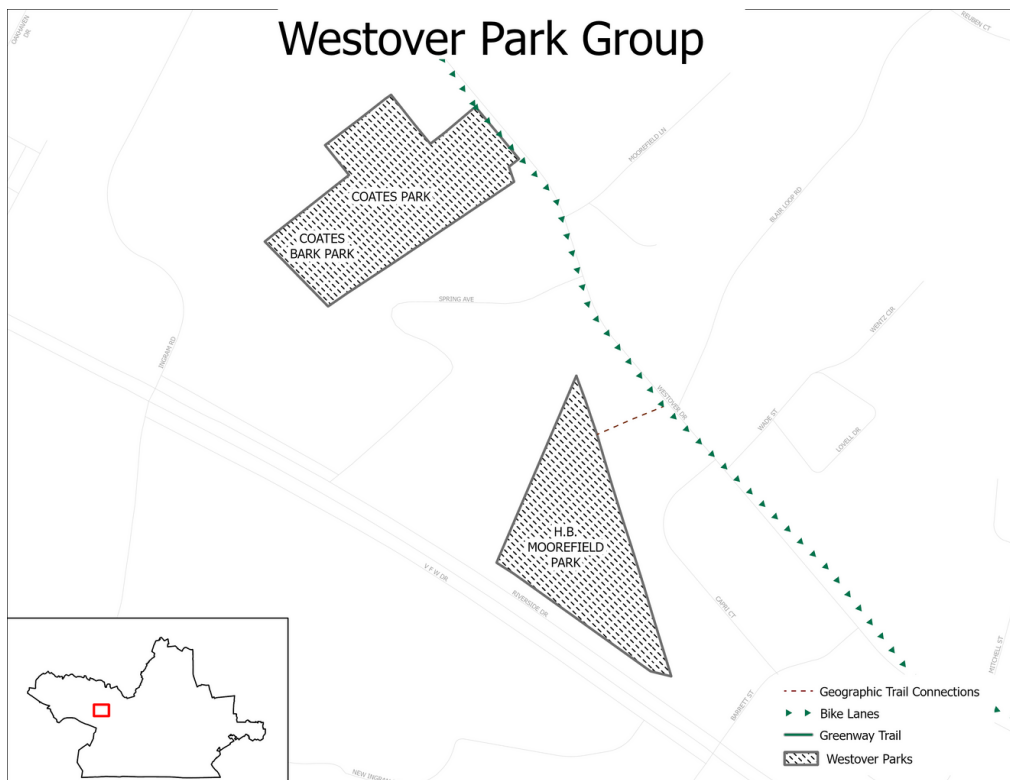 Westover Park Group
OAKHAVEN
DR
REUBEN CT
MOOREFIELD LN
COATES PARK
BLAIR LOOP RD
COATES
BARK PARK
SPRING AVE
WENTZ CIR
INGRAM RD
WESTOVER DR
WADE ST
LOVELL DR
H.B.
MOOREFIELD
PARK
V F W DR
RIVERSIDE DR
CAPRI CT
MITCHELL ST
BARRETT ST
NEW INGRAM
Geographic Trail Connections
Bike Lanes
Greenway Trail
Westover Parks